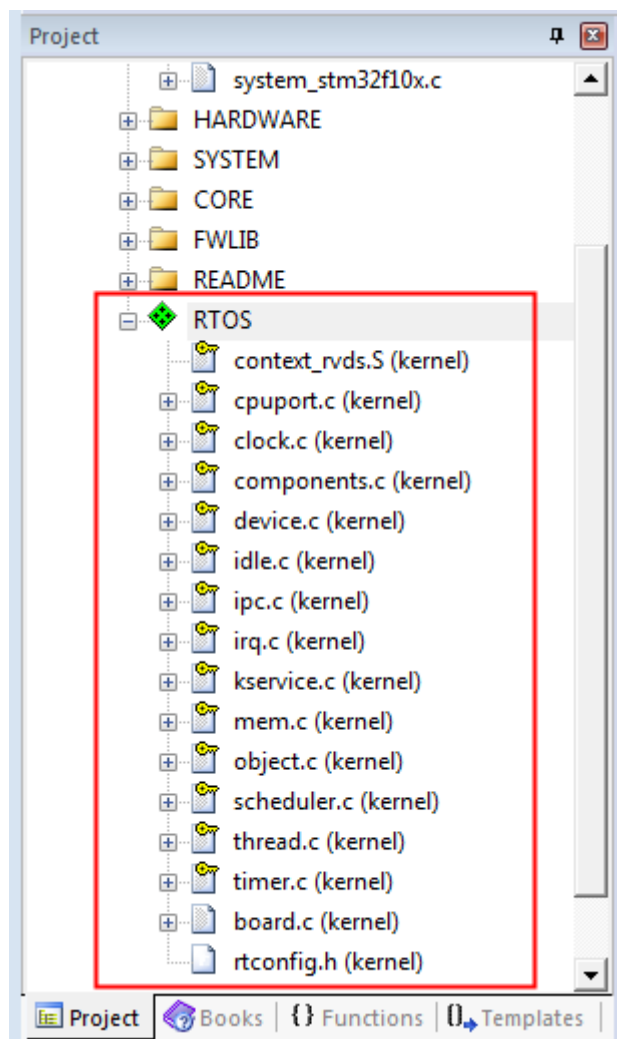 Project
system_stm32f10x.c
HARDWARE
SYSTEM
CORE
FWLIB
README
RTOS
context_rvds.S (kernel)
cpuport.c (kernel)
clock.c (kernel)
components.c (kernel)
device.c (kernel)
idle.c (kernel)
ipc.c (kernel)
irq.c (kernel)
kservice.c (kernel)
mem.c (kernel)
object.c (kernel)
scheduler.c (kernel)
thread.c (kernel)
timer.c (kernel)
board.c (kernel)
rtconfig.h (kernel)
Project Books {} Functions 0 Templates